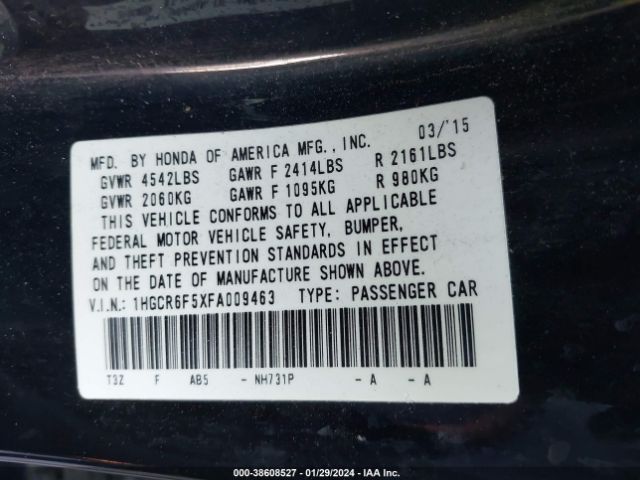 MFD. BY HONDA OF AMERICA MFG., INC. 03/'15
GVWR 4542LBS GAWR F 2414LBS R 2161LBS
GVWR 2060KG GAWR F 1095KG R 980KG
THIS VEHICLE CONFORMS TO ALL APPLICABLE
FEDERAL MOTOR VEHICLE SAFETY, BUMPER,
AND THEFT PREVENTION STANDARDS IN EFFECT
ON THE DATE OF MANUFACTURE SHOWN ABOVE.
V.I.N.: 1HGCR6F5XFA009463 TYPE: PASSENGER CAR
T3Z F AB5 - NH731P - A - A
000-38608527 - 01/29/2024 - IAA Inc.